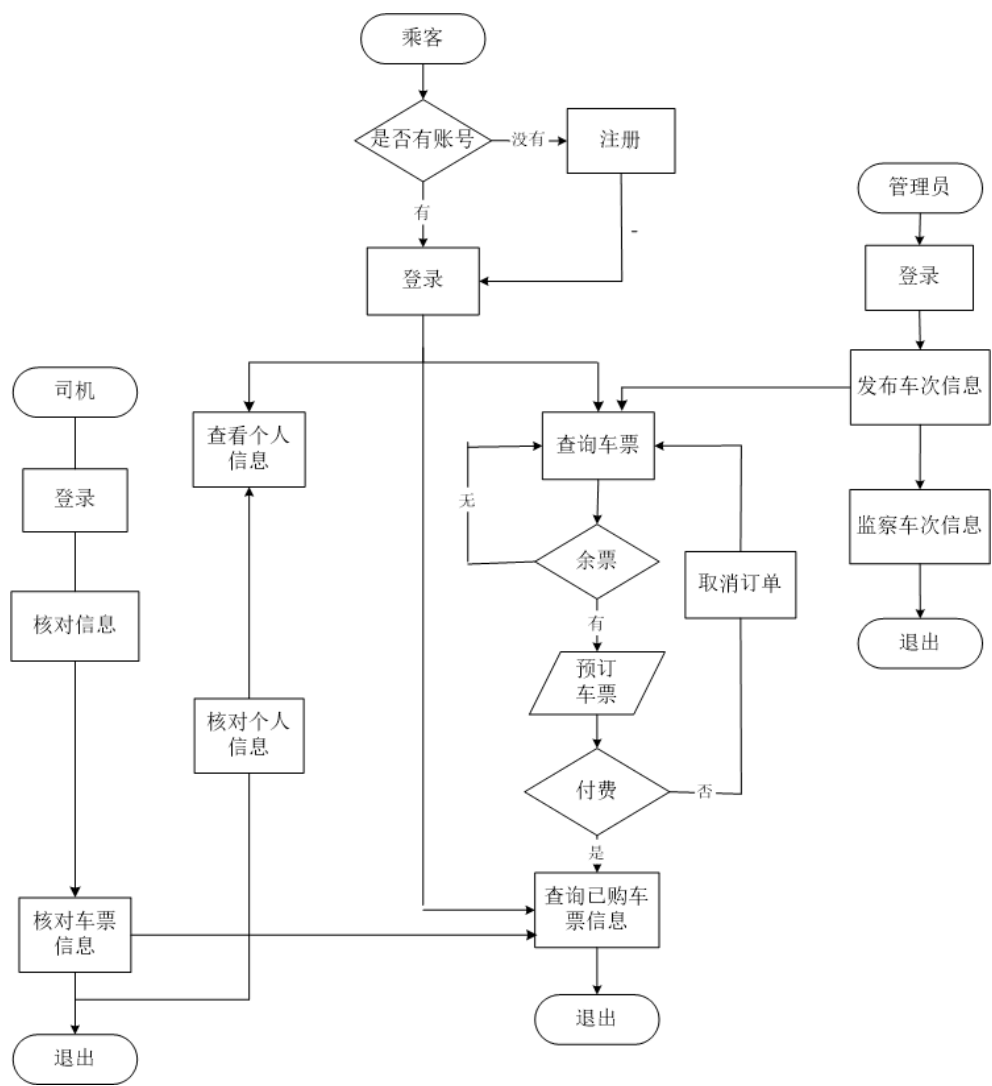 乘客
是否有账号
没有
注册
有
登录
管理员
登录
发布车次信息
监察车次信息
退出
司机
登录
核对信息
核对车票
信息
退出
查看个人
信息
核对个人
信息
查询车票
无
余票
有
取消订单
预订
车票
付费
否
是
查询已购车
票信息
退出